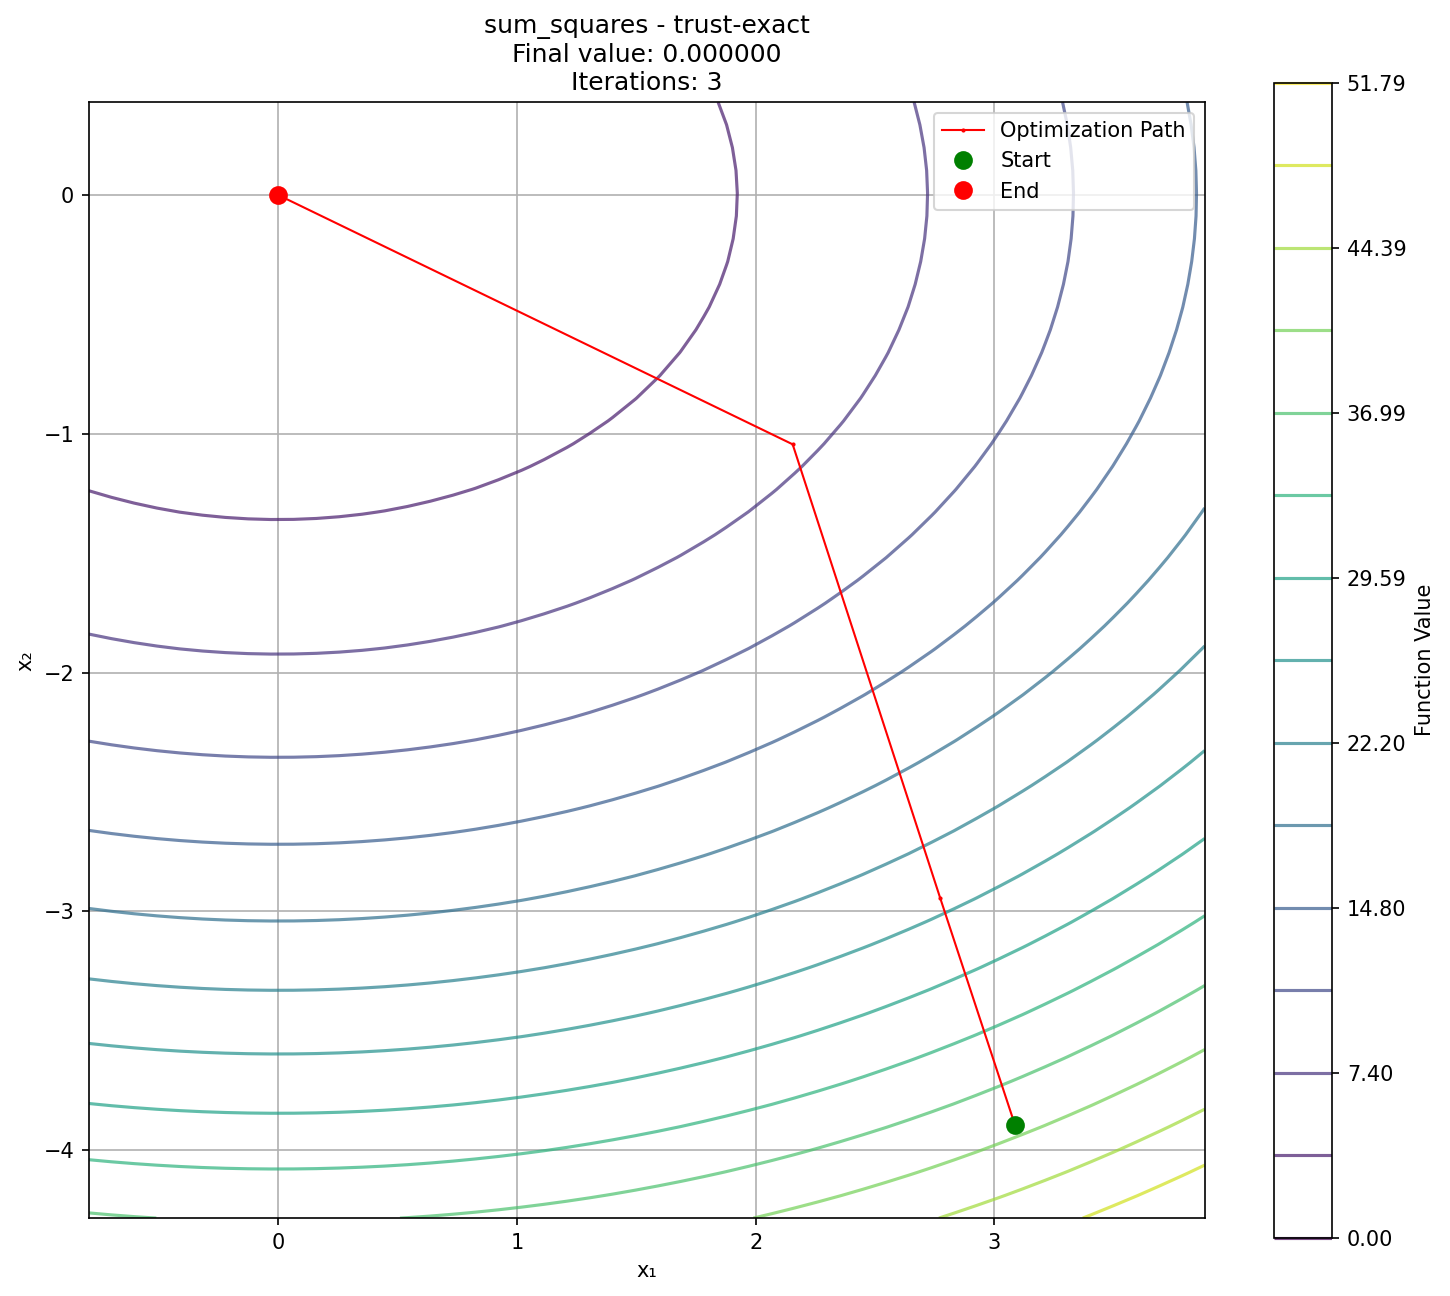 sum_squares - trust-exact
Final value: 0.000000
Iterations: 3
Optimization Path
Start
End
0
−1
−2
−3
−4
x₂
0
1
2
3
x₁
51.79
44.39
36.99
29.59
22.20
14.80
7.40
0.00
Function Value